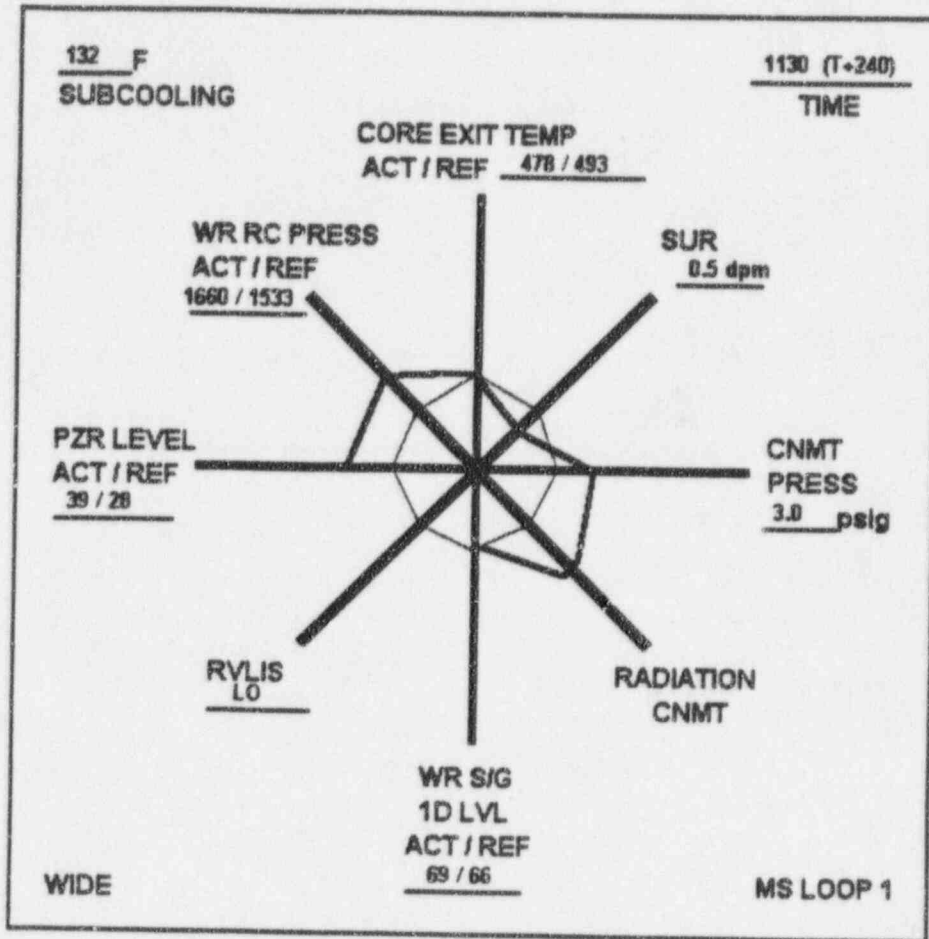 132 F
SUBCOOLING
1130 (T+240)
TIME
CORE EXIT TEMP
ACT / REF 478 / 493
WR RC PRESS
ACT / REF
1660 / 1533
SUR
0.5 dpm
PZR LEVEL
ACT / REF
39 / 28
CNMT
PRESS
3.0 psig
RVLIS
LO
RADIATION
CNMT
WR S/G
1D LVL
ACT / REF
69 / 66
WIDE
MS LOOP 1